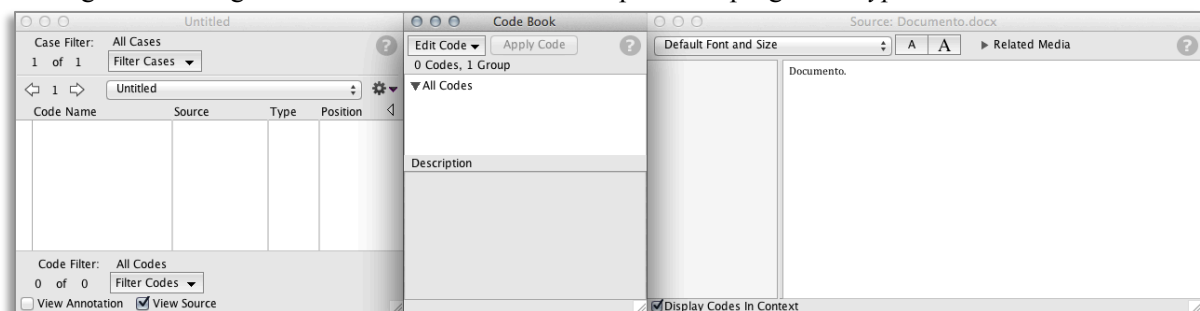 Untitled
Case Filter: All Cases
1 of 1 Filter Cases
1 Untitled
Code Name Source Type Position
Code Filter: All Codes
0 of 0 Filter Codes
View Annotation View Source
Code Book
Edit Code Apply Code ?
0 Codes, 1 Group
All Codes
Description
Source: Documento.docx
Default Font and Size A A Related Media ?
Documento.
Display Codes In Context